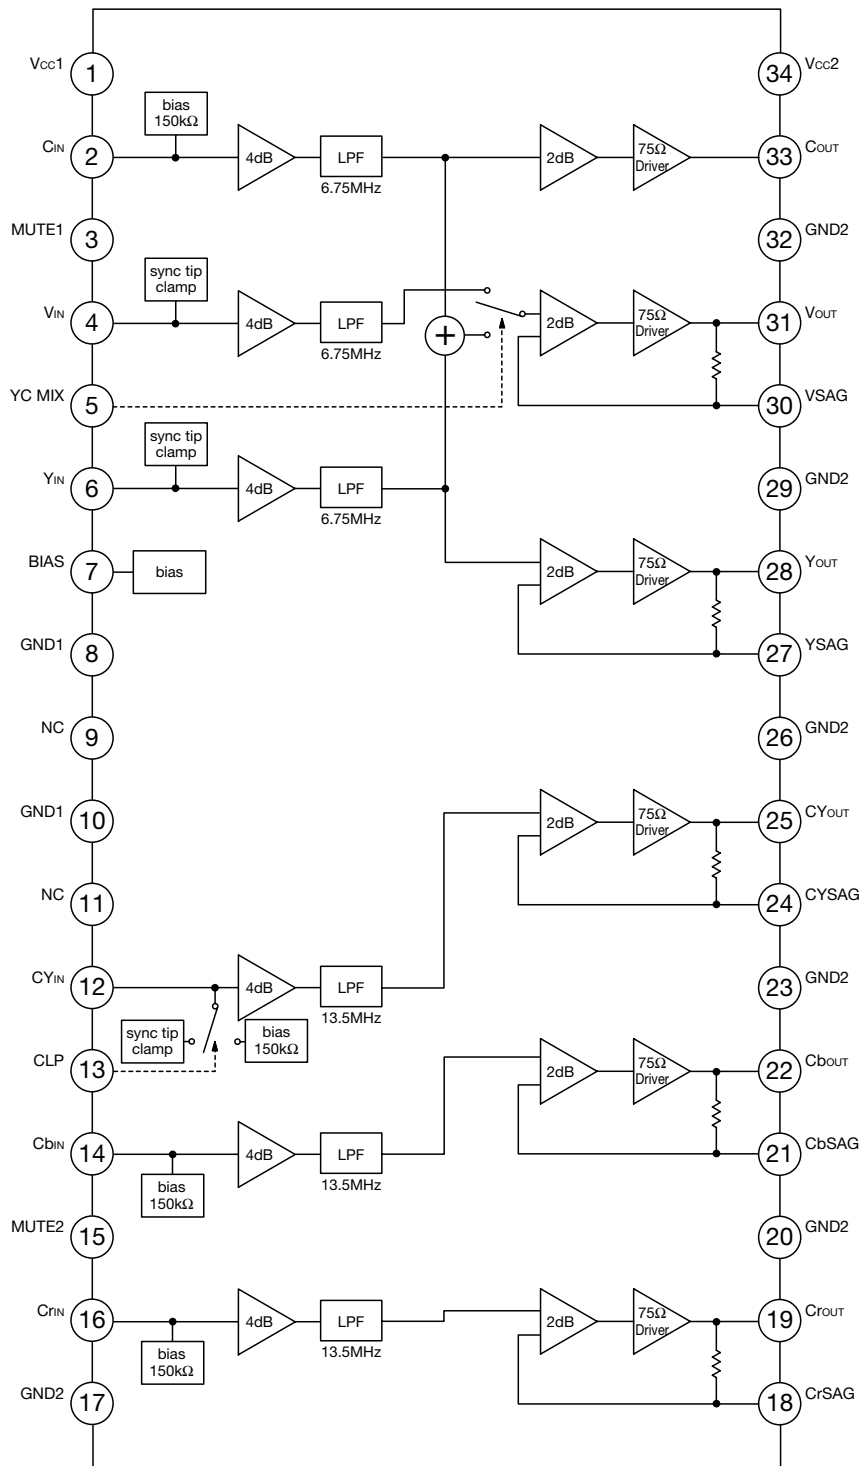 Vcc1
1
34
Vcc2
bias
150kΩ
CIN
2
4dB
LPF
6.75MHz
2dB
75Ω
Driver
33
COUT
MUTE1
3
32
GND2
sync tip
clamp
VIN
4
4dB
LPF
6.75MHz
+
2dB
75Ω
Driver
31
VOUT
YC MIX
5
30
VSAG
sync tip
clamp
YIN
6
4dB
LPF
6.75MHz
29
GND2
BIAS
7
bias
2dB
75Ω
Driver
28
YOUT
GND1
8
27
YSAG
NC
9
26
GND2
GND1
10
2dB
75Ω
Driver
25
CYOUT
NC
11
24
CYSAG
CYIN
12
4dB
LPF
13.5MHz
23
GND2
sync tip
clamp
bias
150kΩ
CLP
13
2dB
75Ω
Driver
22
CbOUT
CbIN
14
4dB
LPF
13.5MHz
21
CbSAG
bias
150kΩ
MUTE2
15
20
GND2
CrIN
16
4dB
LPF
13.5MHz
2dB
75Ω
Driver
19
CrOUT
bias
150kΩ
GND2
17
18
CrSAG